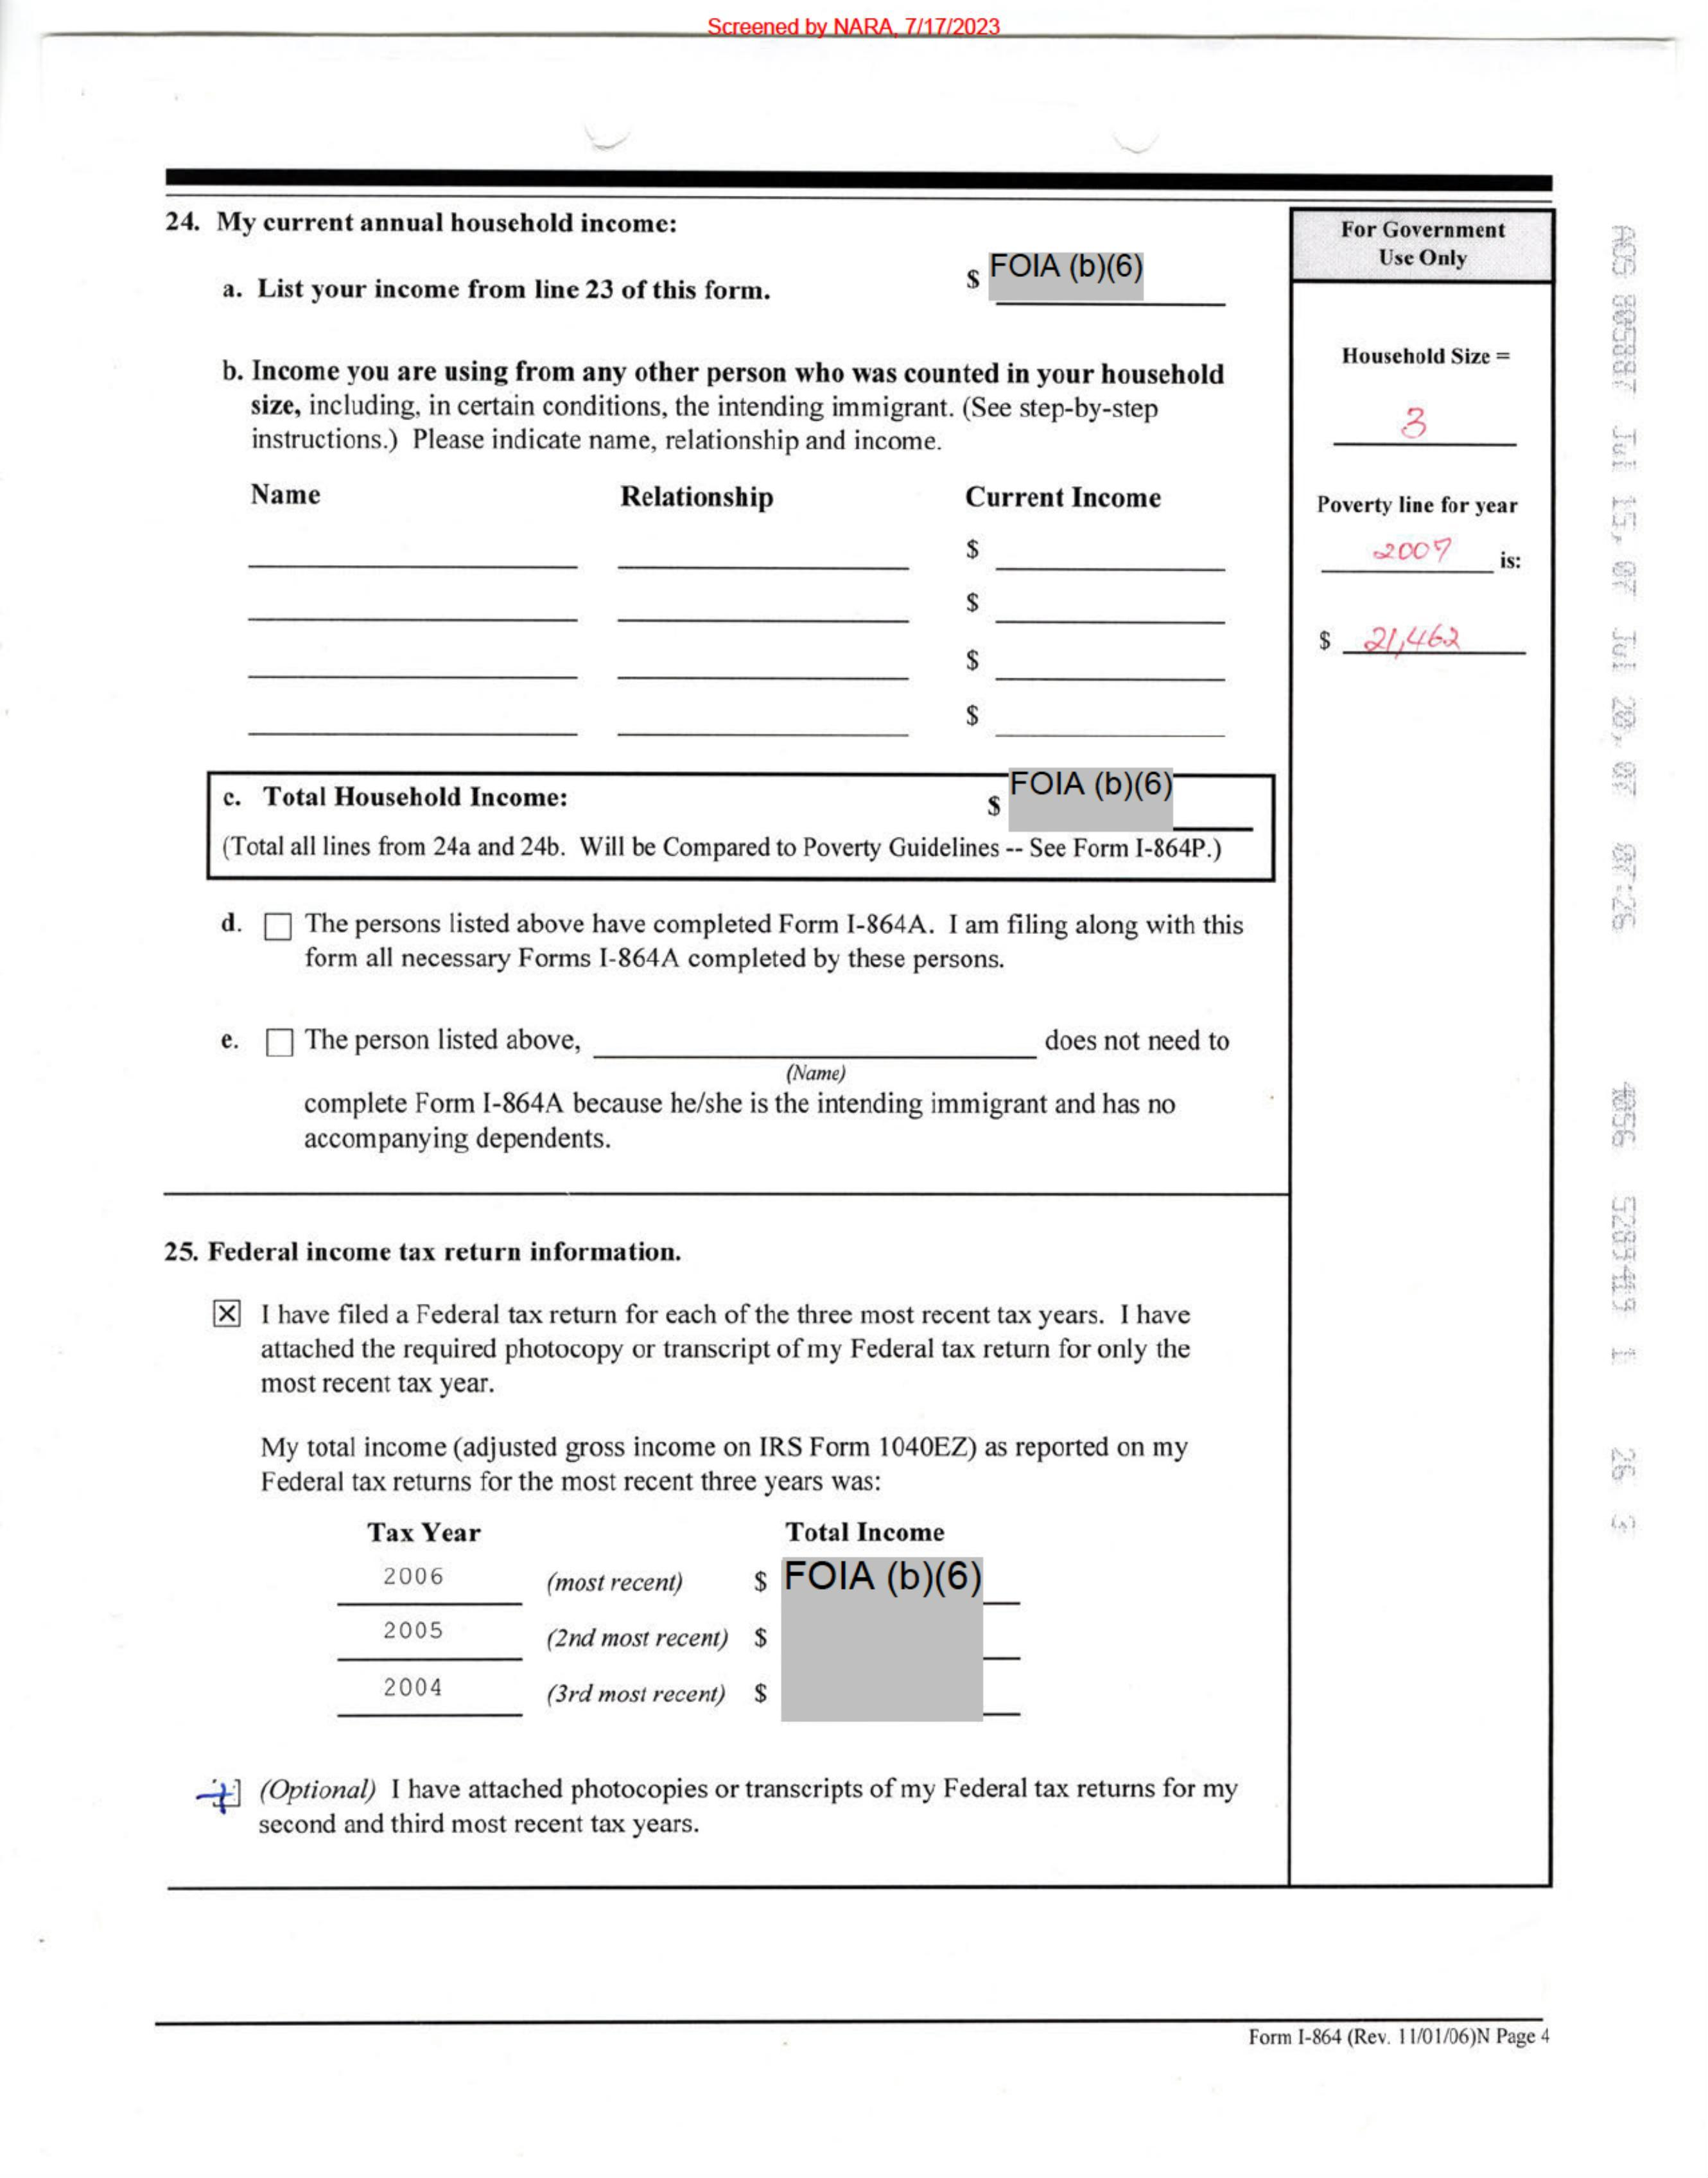 Screened by NARA, 7/17/2023
24. My current annual household income:
a. List your income from line 23 of this form.
$ FOIA (b)(6)
b. Income you are using from any other person who was counted in your household
size, including, in certain conditions, the intending immigrant. (See step-by-step
instructions.) Please indicate name, relationship and income.
Name Relationship Current Income
$
$
$
$
c. Total Household Income: $ FOIA (b)(6)
(Total all lines from 24a and 24b. Will be Compared to Poverty Guidelines -- See Form I-864P.)
d. The persons listed above have completed Form I-864A. I am filing along with this
form all necessary Forms I-864A completed by these persons.
e. The person listed above, does not need to
(Name)
complete Form I-864A because he/she is the intending immigrant and has no
accompanying dependents.
25. Federal income tax return information.
X I have filed a Federal tax return for each of the three most recent tax years. I have
attached the required photocopy or transcript of my Federal tax return for only the
most recent tax year.
My total income (adjusted gross income on IRS Form 1040EZ) as reported on my
Federal tax returns for the most recent three years was:
Tax Year Total Income
2006 (most recent) $ FOIA (b)(6)
2005 (2nd most recent) $
2004 (3rd most recent) $
(Optional) I have attached photocopies or transcripts of my Federal tax returns for my
second and third most recent tax years.
For Government
Use Only
Household Size =
3
Poverty line for year
2007 is:
$ 21,462
Jul 15, 07 Jul 20, 07 07:26
26 3
Form I-864 (Rev. 11/01/06)N Page 4